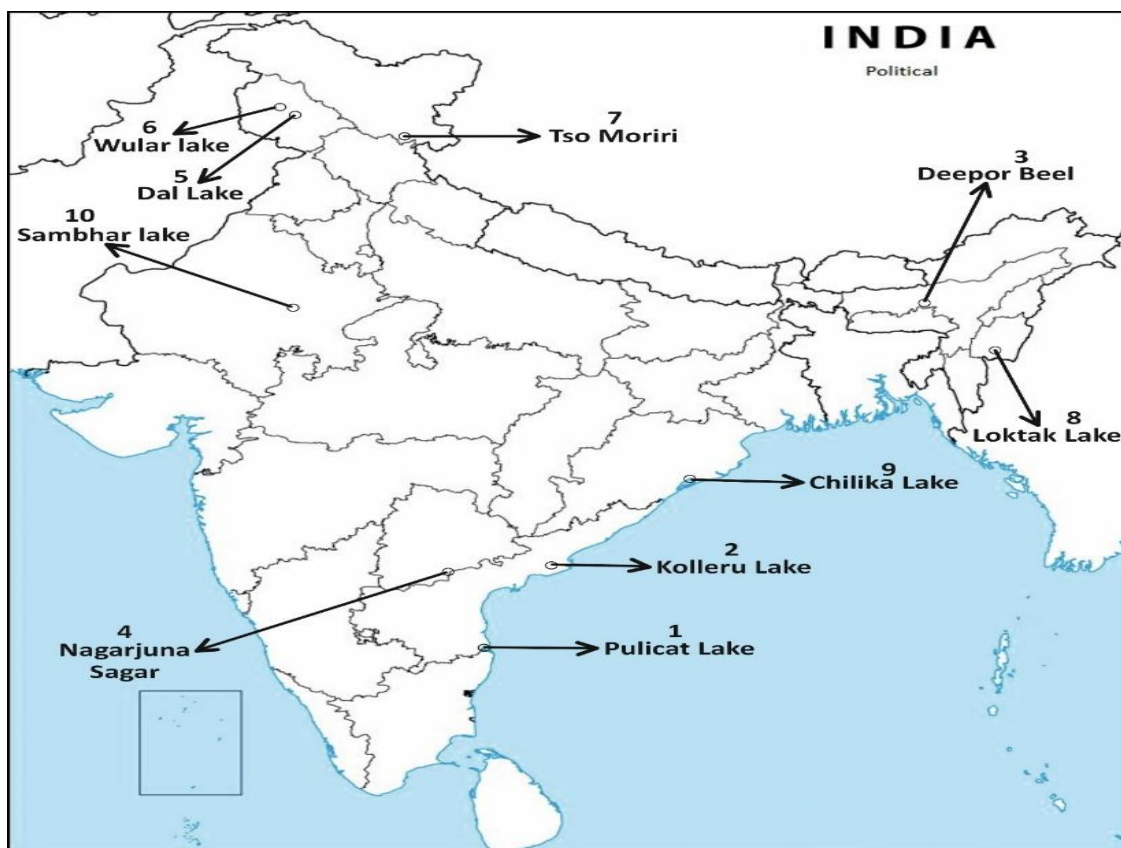 INDIA
Political
6
Wular lake
7
Tso Moriri
3
Deepor Beel
5
Dal Lake
10
Sambhar lake
8
Loktak Lake
9
Chilika Lake
2
Kolleru Lake
4
Nagarjuna
Sagar
1
Pulicat Lake